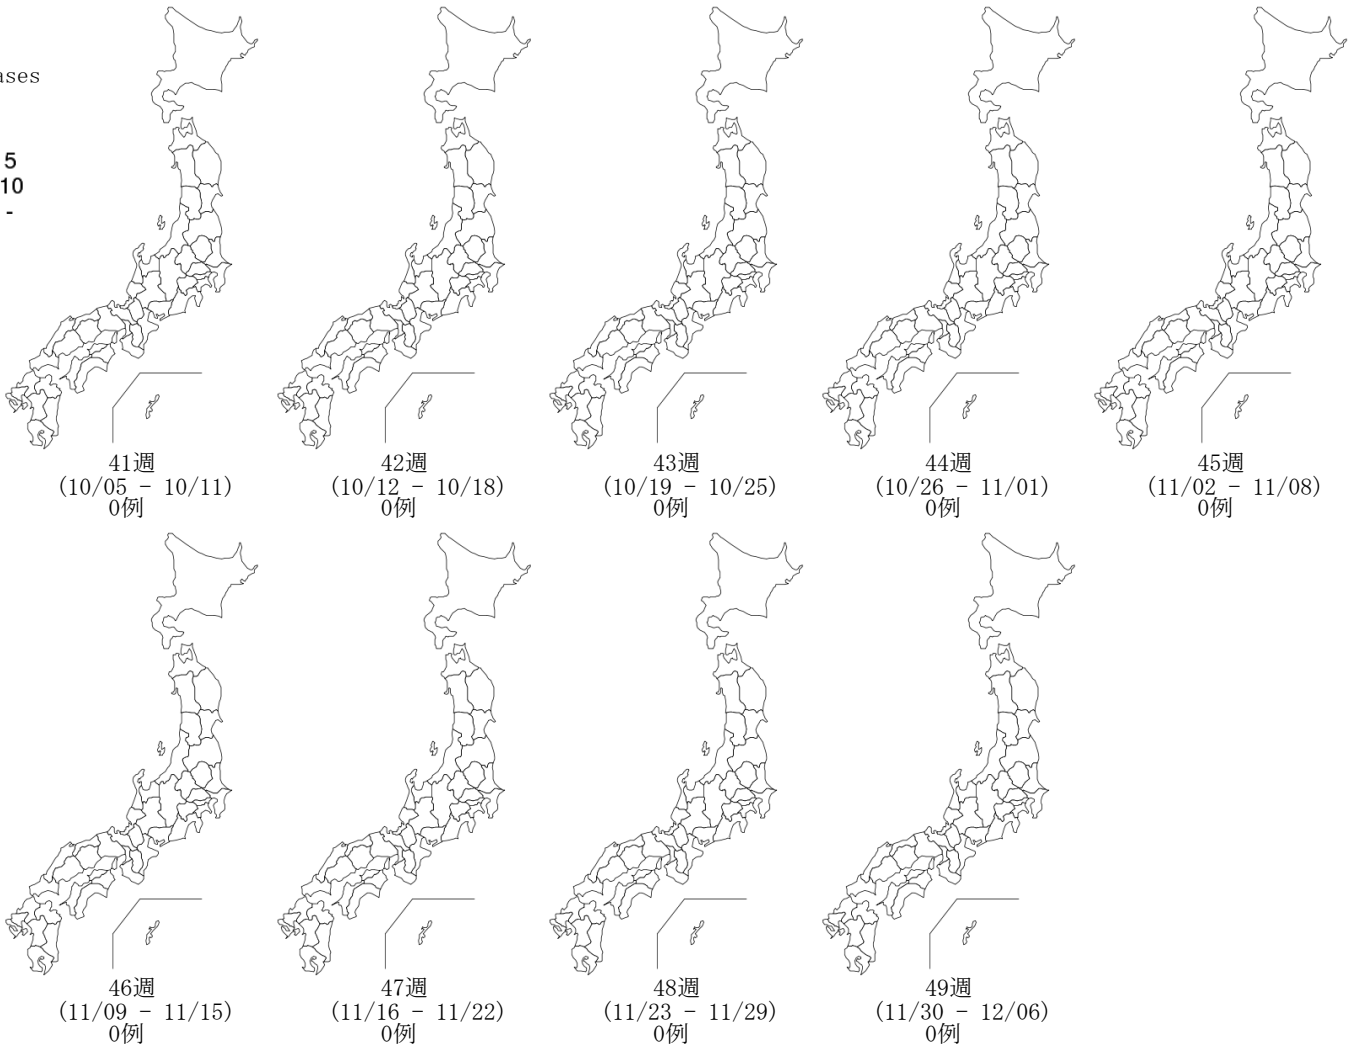 ases
5
10
-
41週
(10/05 - 10/11)
0例
42週
(10/12 - 10/18)
0例
43週
(10/19 - 10/25)
0例
44週
(10/26 - 11/01)
0例
45週
(11/02 - 11/08)
0例
46週
(11/09 - 11/15)
0例
47週
(11/16 - 11/22)
0例
48週
(11/23 - 11/29)
0例
49週
(11/30 - 12/06)
0例